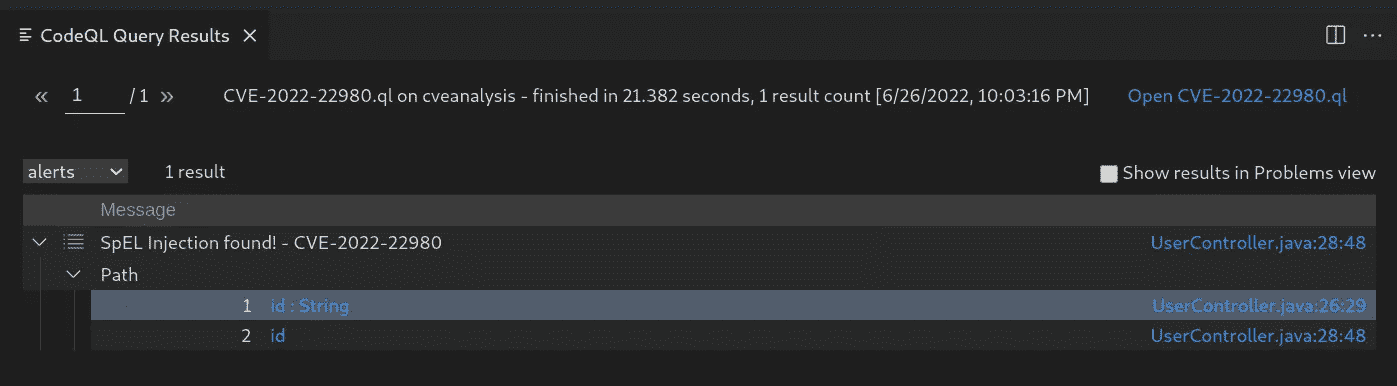 CodeQL Query Results
« 1 / 1 » CVE-2022-22980.ql on cveanalysis - finished in 21.382 seconds, 1 result count [6/26/2022, 10:03:16 PM] Open CVE-2022-22980.ql
alerts 1 result Show results in Problems view
Message
SpEL Injection found! - CVE-2022-22980 UserController.java:28:48
Path
1 id : String UserController.java:26:29
2 id UserController.java:28:48